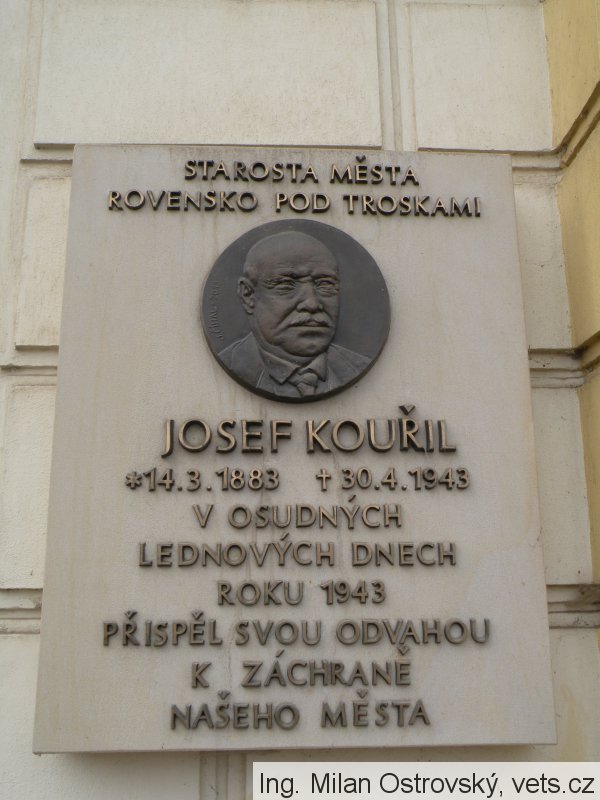 STAROSTA MĚSTA
ROVENSKO POD TROSKAMI
JOSEF KOUŘIL
*14.3.1883 †30.4.1943
V OSUDNÝCH
LEDNOVÝCH DNECH
ROKU 1943
PŘISPĚL SVOU ODVAHOU
K ZÁCHRANĚ
NAŠEHO MĚSTA
Ing. Milan Ostrovský, vets.cz